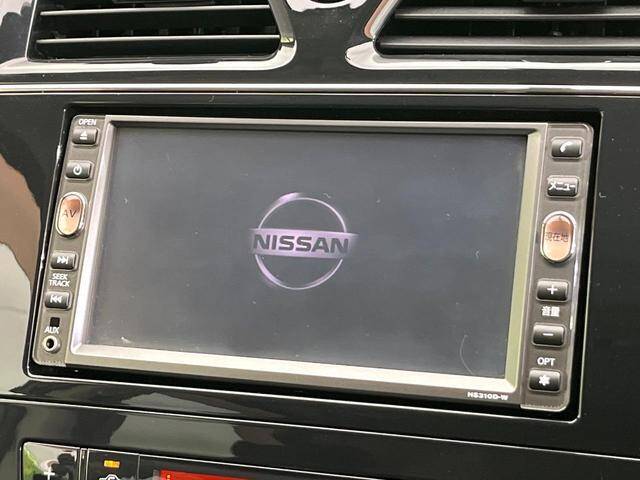 OPEN
AV
SEEK
TRACK
AUX
NISSAN
メニュー
現在地
+
音量
−
OPT
✱
NS310D-W